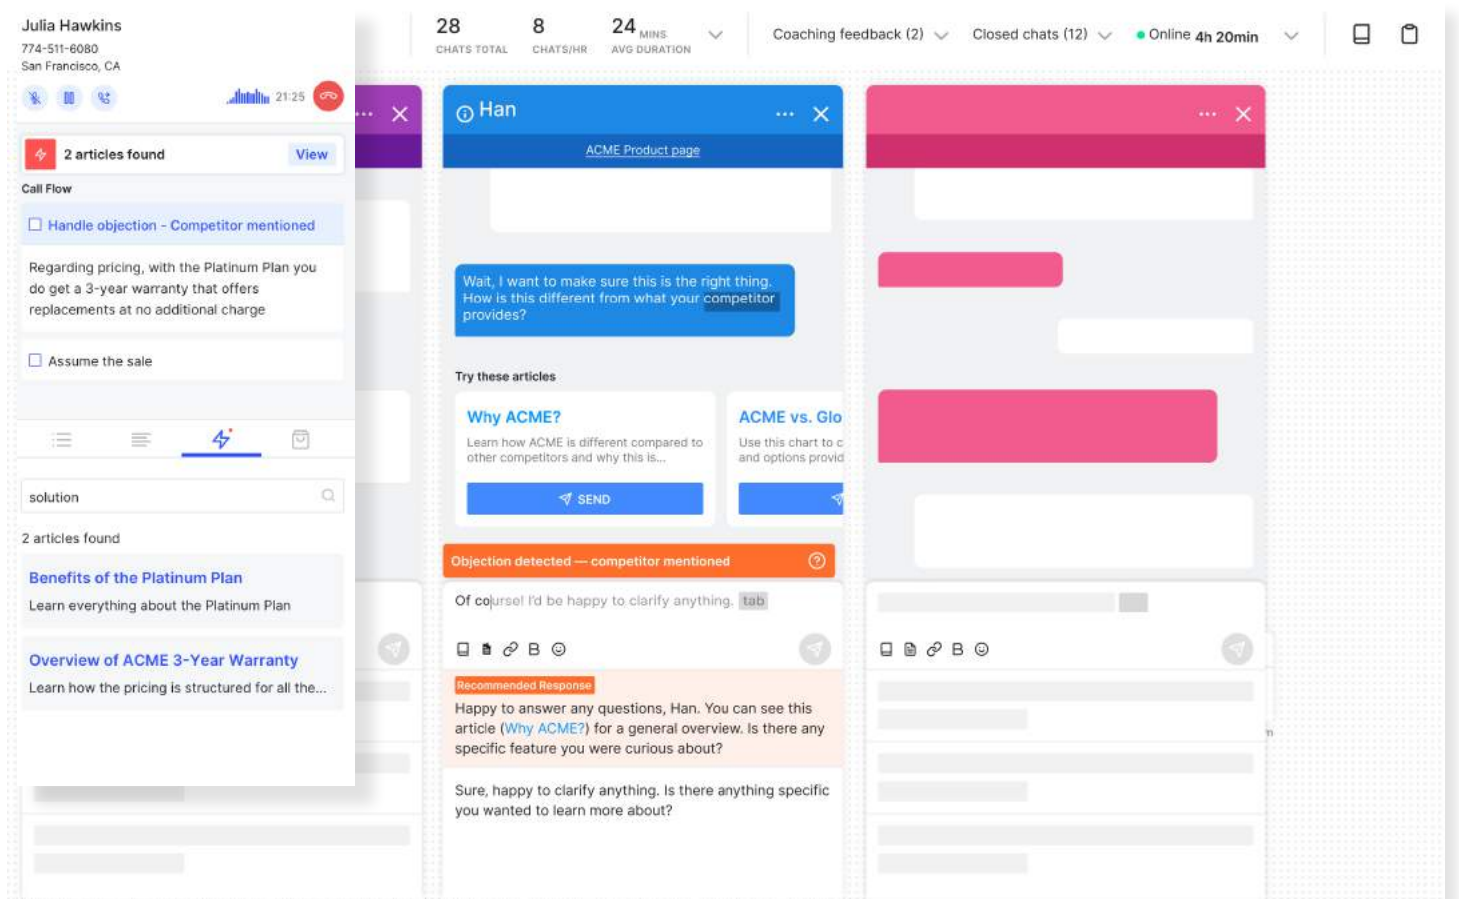 Julia Hawkins
774-511-6080
San Francisco, CA
21:25
2 articles found
View
Call Flow
Handle objection - Competitor mentioned
Regarding pricing, with the Platinum Plan you
do get a 3-year warranty that offers
replacements at no additional charge
Assume the sale
solution
2 articles found
Benefits of the Platinum Plan
Learn everything about the Platinum Plan
Overview of ACME 3-Year Warranty
Learn how the pricing is structured for all the...
28
CHATS TOTAL
8
CHATS/HR
24 MINS
AVG DURATION
Coaching feedback (2)
Closed chats (12)
Online 4h 20min
Han
ACME Product page
Wait, I want to make sure this is the right thing.
How is this different from what your competitor
provides?
Try these articles
Why ACME?
Learn how ACME is different compared to
other competitors and why this is...
SEND
ACME vs. Glo
Use this chart to c
and options provid
Objection detected — competitor mentioned
Of course! I'd be happy to clarify anything. tab
B
Recommended Response
Happy to answer any questions, Han. You can see this
article (Why ACME?) for a general overview. Is there any
specific feature you were curious about?
Sure, happy to clarify anything. Is there anything specific
you wanted to learn more about?
B